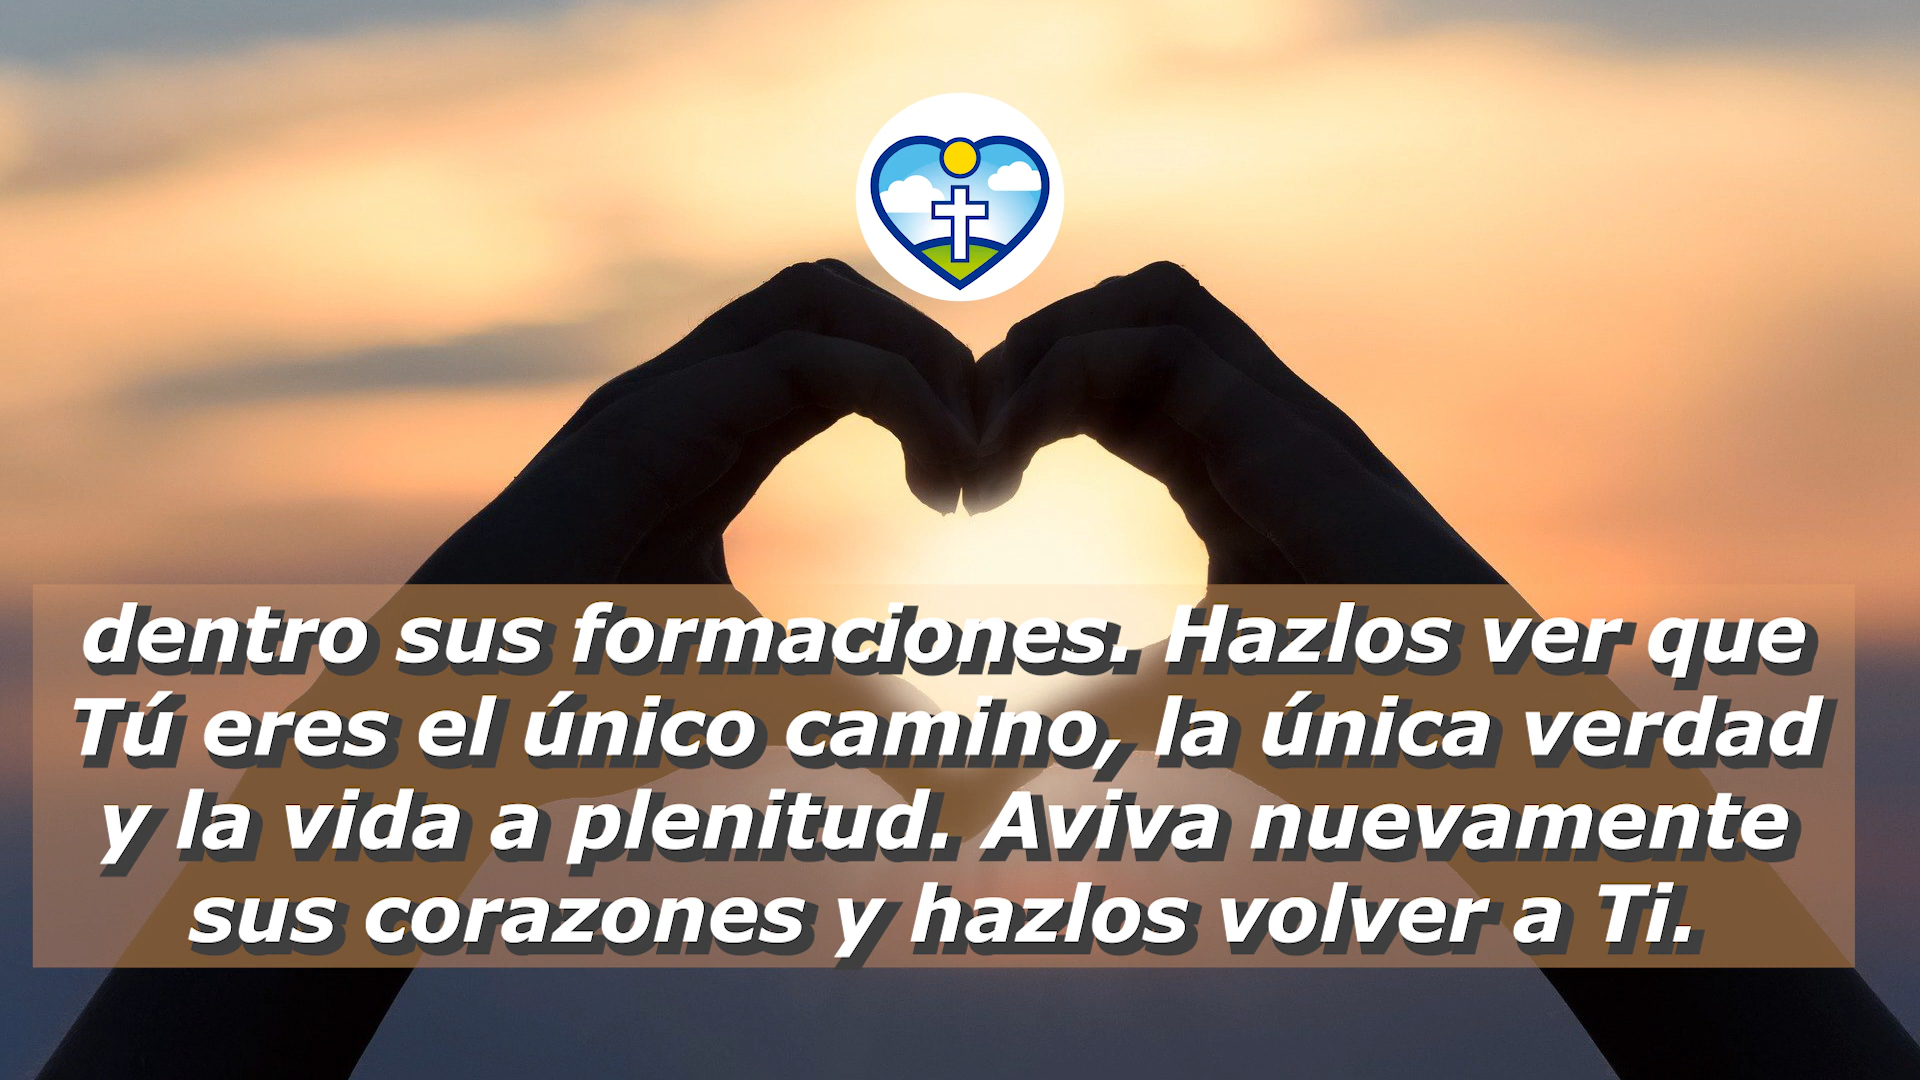 dentro sus formaciones. Hazlos ver que
Tú eres el único camino, la única verdad
y la vida a plenitud. Aviva nuevamente
sus corazones y hazlos volver a Ti.